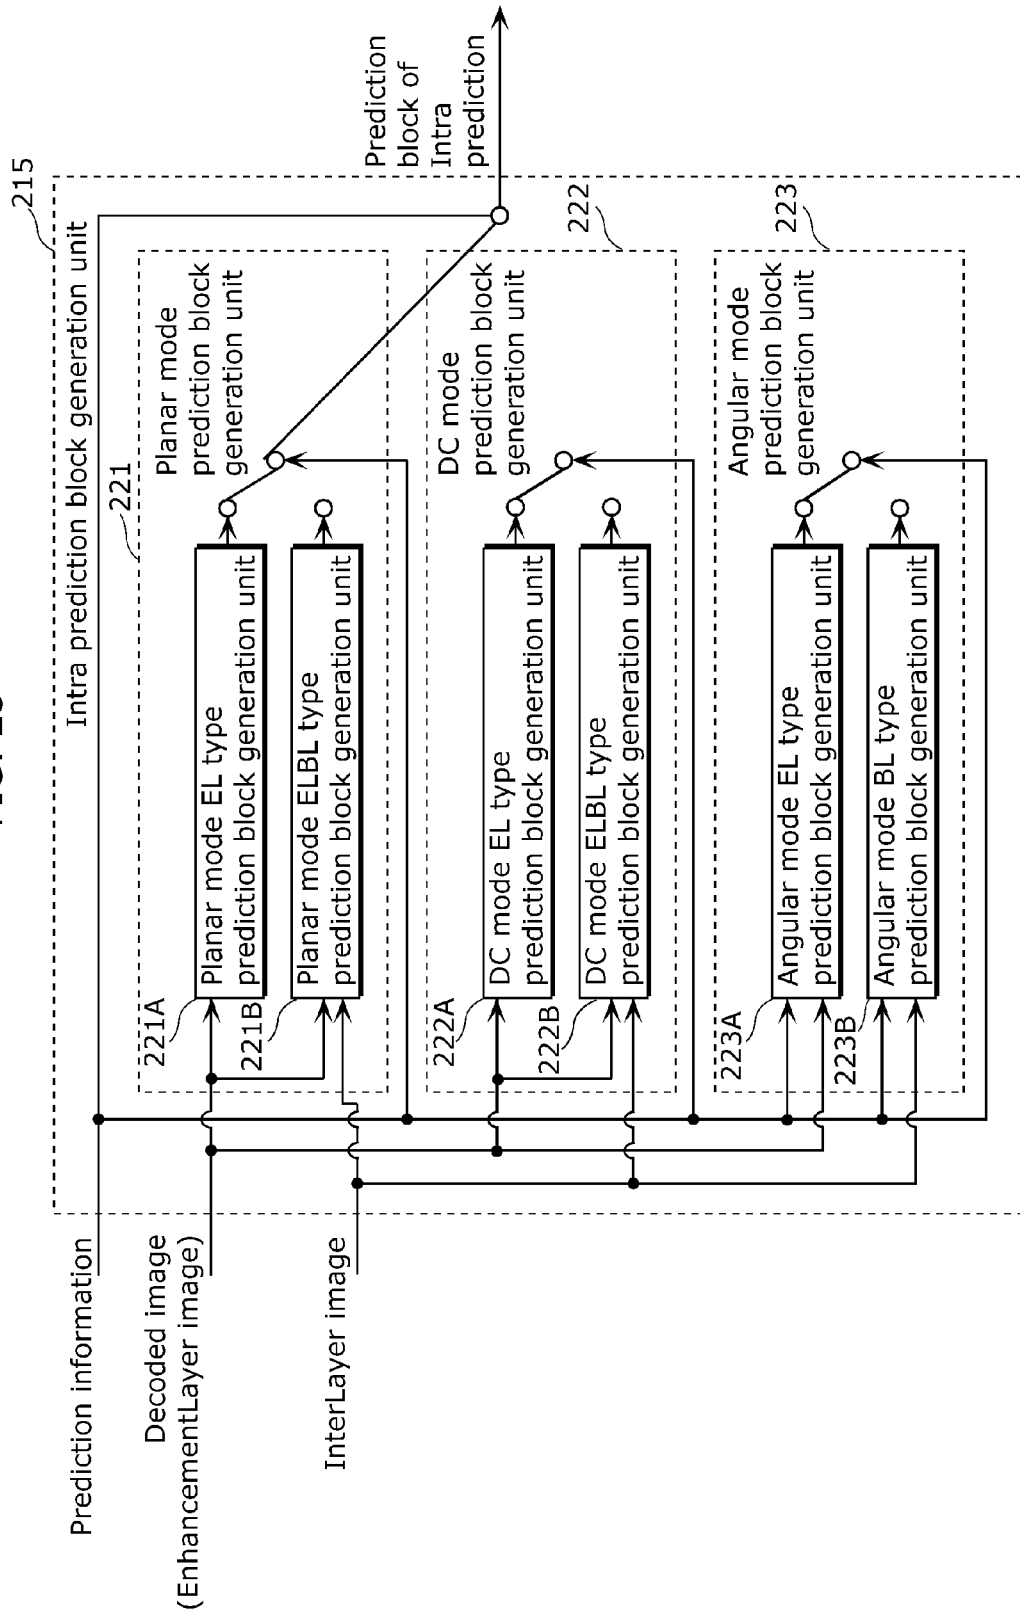 215
Intra prediction block generation unit
Prediction information
Decoded image
(EnhancementLayer image)
InterLayer image
221
Planar mode
prediction block
generation unit
221A
Planar mode EL type
prediction block generation unit
221B
Planar mode ELBL type
prediction block generation unit
222
DC mode
prediction block
generation unit
222A
DC mode EL type
prediction block generation unit
222B
DC mode ELBL type
prediction block generation unit
223
Angular mode
prediction block
generation unit
223A
Angular mode EL type
prediction block generation unit
223B
Angular mode BL type
prediction block generation unit
Prediction
block of
Intra
prediction